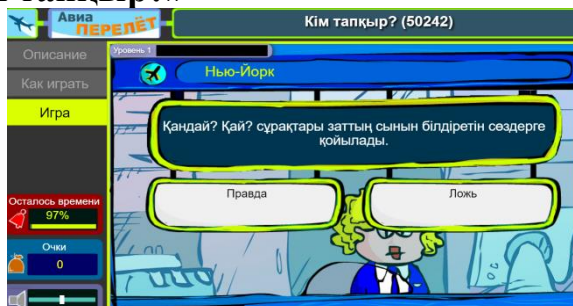 Авиа
ПЕРЕЛЁТ
Кім тапқыр? (50242)
Описание
Как играть
Игра
Уровень 1
Нью-Йорк
Қандай? Қай? сұрақтары заттың сынын білдіретін сөздерге
қойылады.
Правда
Ложь
Осталось времени
97%
Очки
0